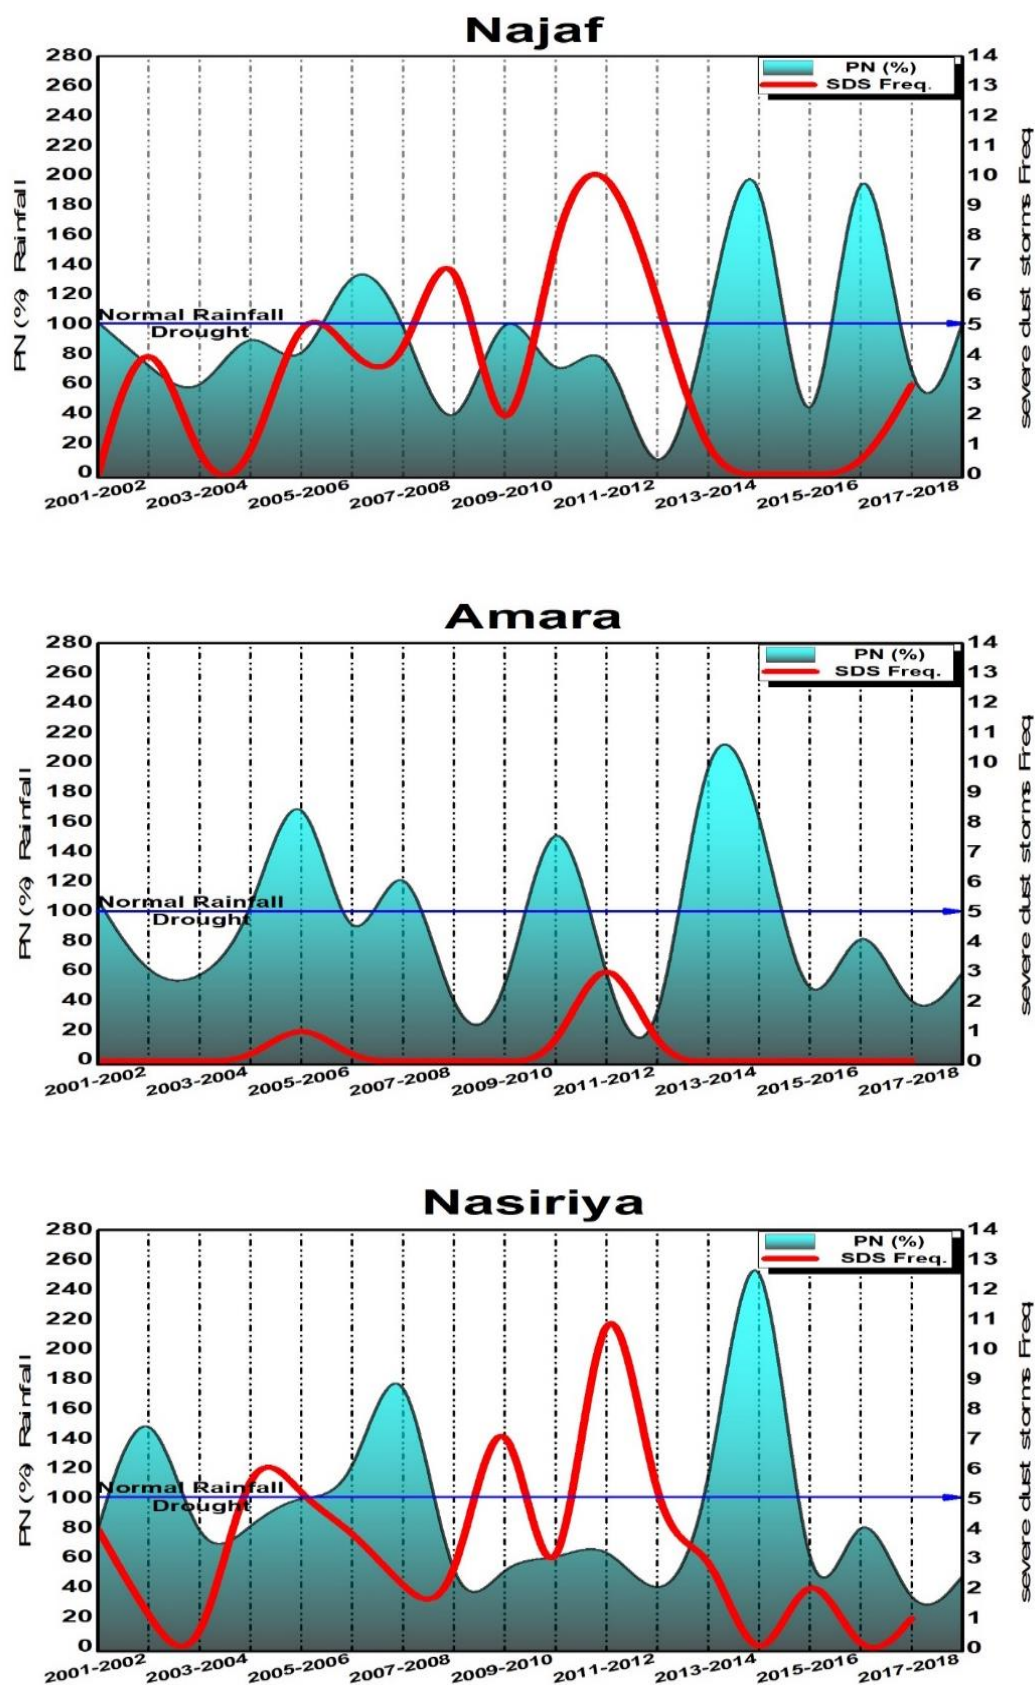 Najaf
280 14
260 13
240 12
220 11
200 10
180 9
160 8
140 7
120 6
100 5
80 4
60 3
40 2
20 1
0 0
PN (%) Rainfall
severe dust storms Freq
PN (%)
SDS Freq.
Normal Rainfall
Drought
2001-2002 2003-2004 2005-2006 2007-2008 2009-2010 2011-2012 2013-2014 2015-2016 2017-2018
Amara
280 14
260 13
240 12
220 11
200 10
180 9
160 8
140 7
120 6
100 5
80 4
60 3
40 2
20 1
0 0
PN (%) Rainfall
severe dust storms Freq
PN (%)
SDS Freq.
Normal Rainfall
Drought
2001-2002 2003-2004 2005-2006 2007-2008 2009-2010 2011-2012 2013-2014 2015-2016 2017-2018
Nasiriya
280 14
260 13
240 12
220 11
200 10
180 9
160 8
140 7
120 6
100 5
80 4
60 3
40 2
20 1
0 0
PN (%) Rainfall
severe dust storms Freq
PN (%)
SDS Freq.
Normal Rainfall
Drought
2001-2002 2003-2004 2005-2006 2007-2008 2009-2010 2011-2012 2013-2014 2015-2016 2017-2018